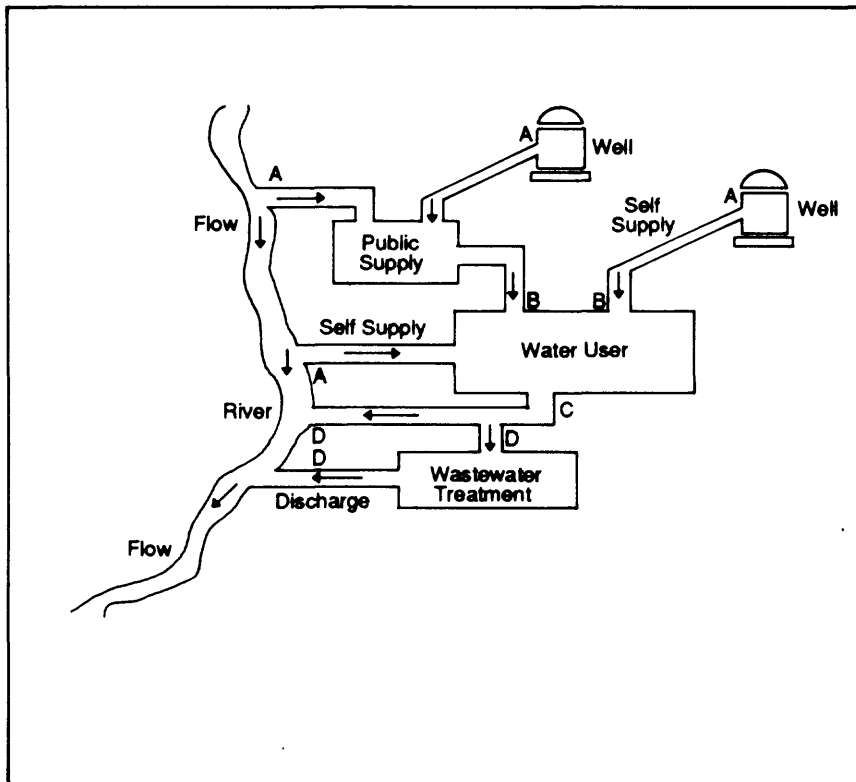 A
Well
A
A
Well
Self
Supply
Flow
Public
Supply
B
B
Self Supply
Water User
A
River
C
D
D
D
Wastewater
Treatment
Discharge
Flow